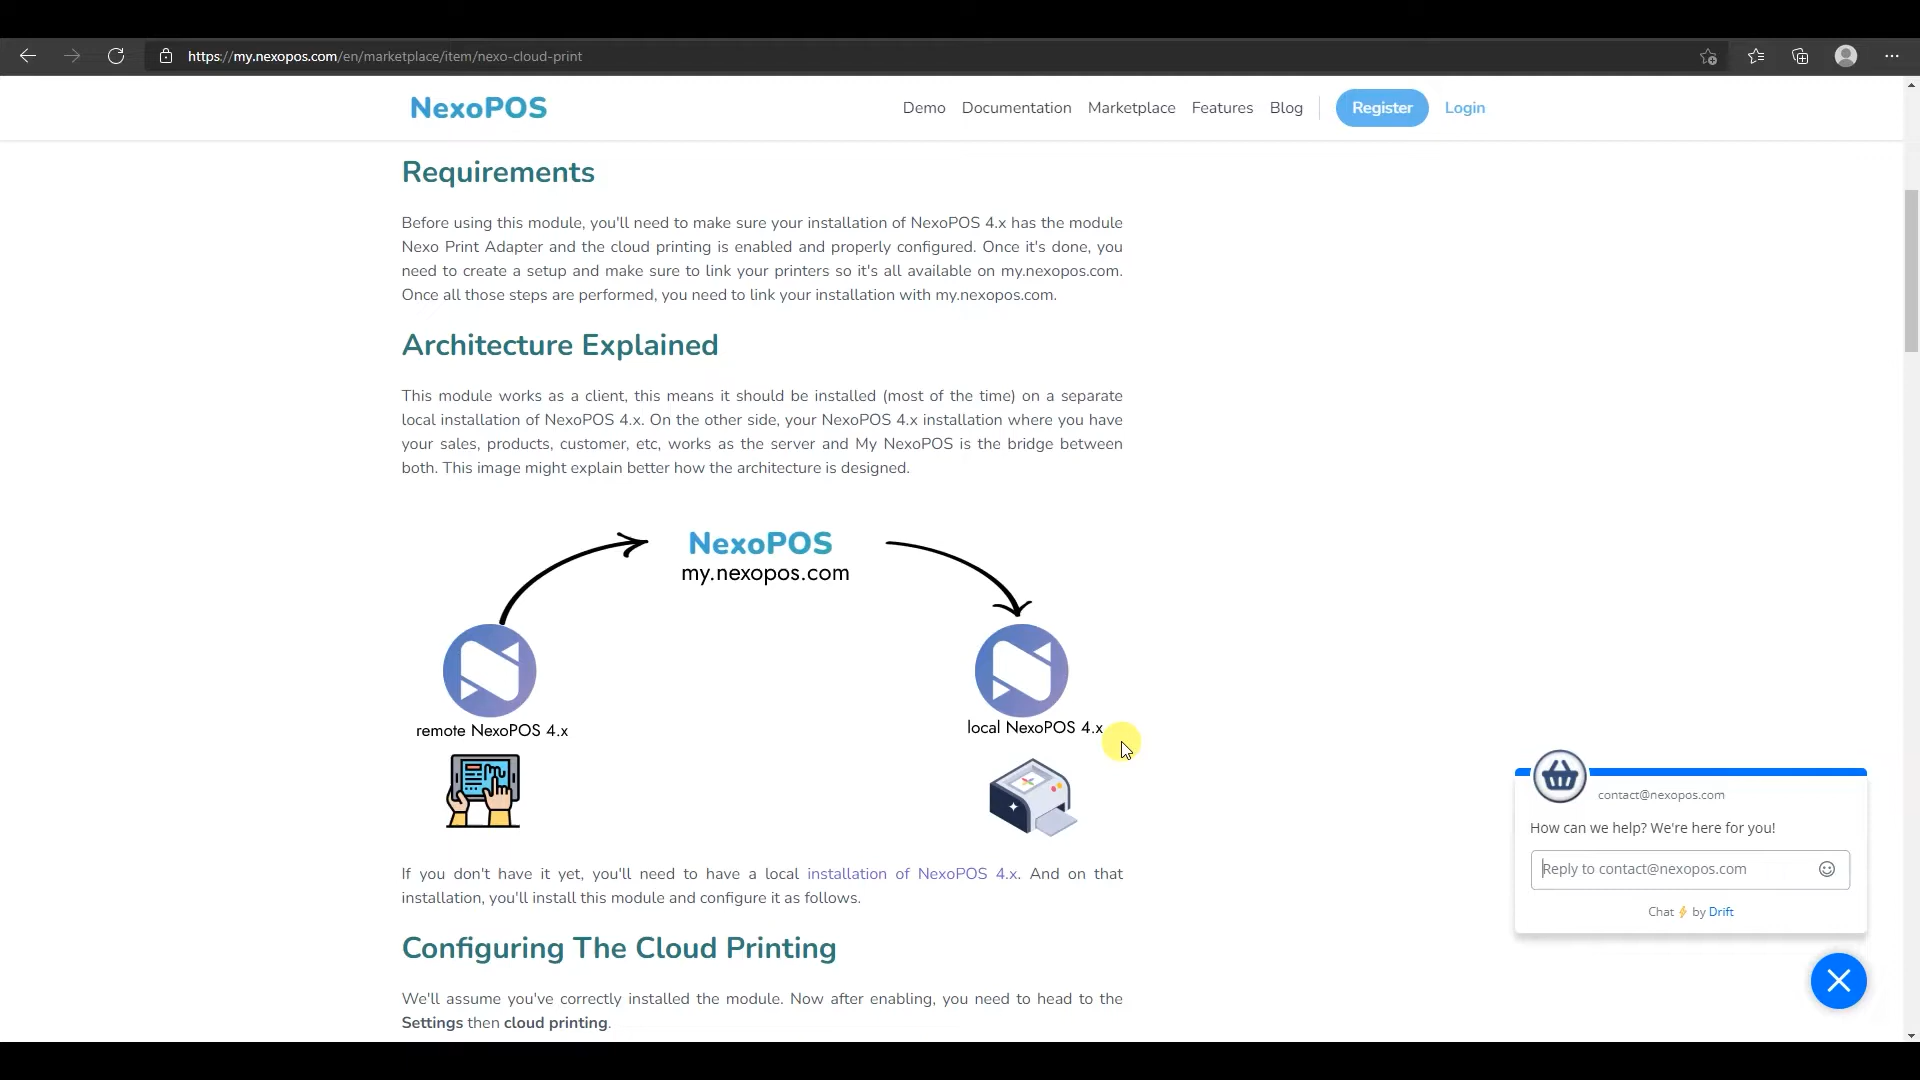 https://my.nexopos.com/en/marketplace/item/nexo-cloud-print
NexoPOS
Demo Documentation Marketplace Features Blog Register Login
Requirements
Before using this module, you'll need to make sure your installation of NexoPOS 4.x has the module
Nexo Print Adapter and the cloud printing is enabled and properly configured. Once it's done, you
need to create a setup and make sure to link your printers so it's all available on my.nexopos.com.
Once all those steps are performed, you need to link your installation with my.nexopos.com.
Architecture Explained
This module works as a client, this means it should be installed (most of the time) on a separate
local installation of NexoPOS 4.x. On the other side, your NexoPOS 4.x installation where you have
your sales, products, customer, etc, works as the server and My NexoPOS is the bridge between
both. This image might explain better how the architecture is designed.
NexoPOS
my.nexopos.com
remote NexoPOS 4.x
local NexoPOS 4.x
If you don't have it yet, you'll need to have a local installation of NexoPOS 4.x. And on that
installation, you'll install this module and configure it as follows.
Configuring The Cloud Printing
We'll assume you've correctly installed the module. Now after enabling, you need to head to the
Settings then cloud printing.
contact@nexopos.com
How can we help? We're here for you!
Reply to contact@nexopos.com
Chat ⚡ by Drift